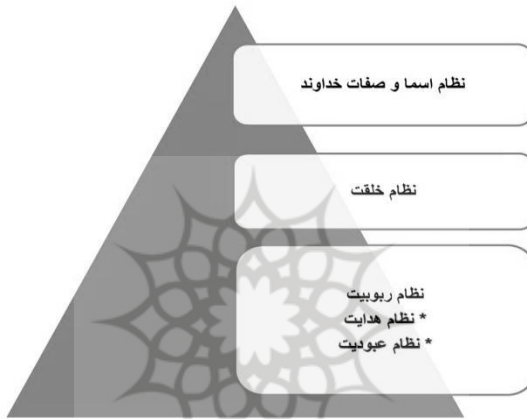 نظام اسما و صفات خداوند
نظام خلقت
نظام ربوبیت
* نظام هدایت
* نظام عبودیت